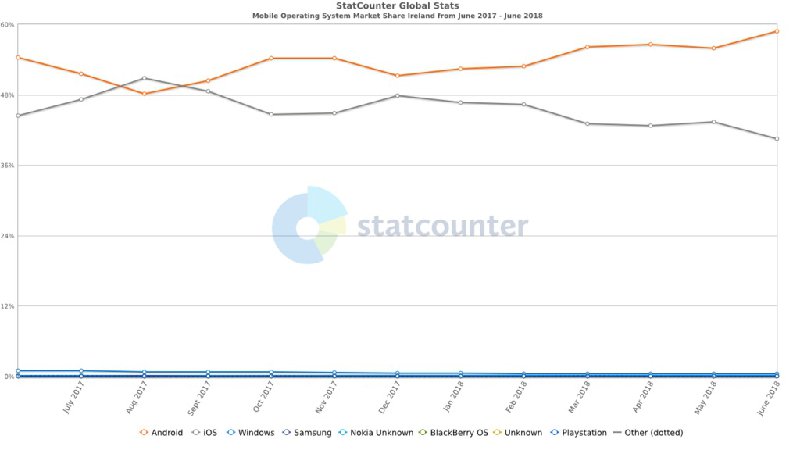 StatCounter Global Stats
Mobile Operating System Market Share Ireland from June 2017 - June 2018
60%
48%
36%
24%
12%
0%
statcounter
July 2017
Aug 2017
Sept 2017
Oct 2017
Nov 2017
Dec 2017
Jan 2018
Feb 2018
Mar 2018
Apr 2018
May 2018
June 2018
Android iOS Windows Samsung Nokia Unknown BlackBerry OS Unknown Playstation Other (dotted)